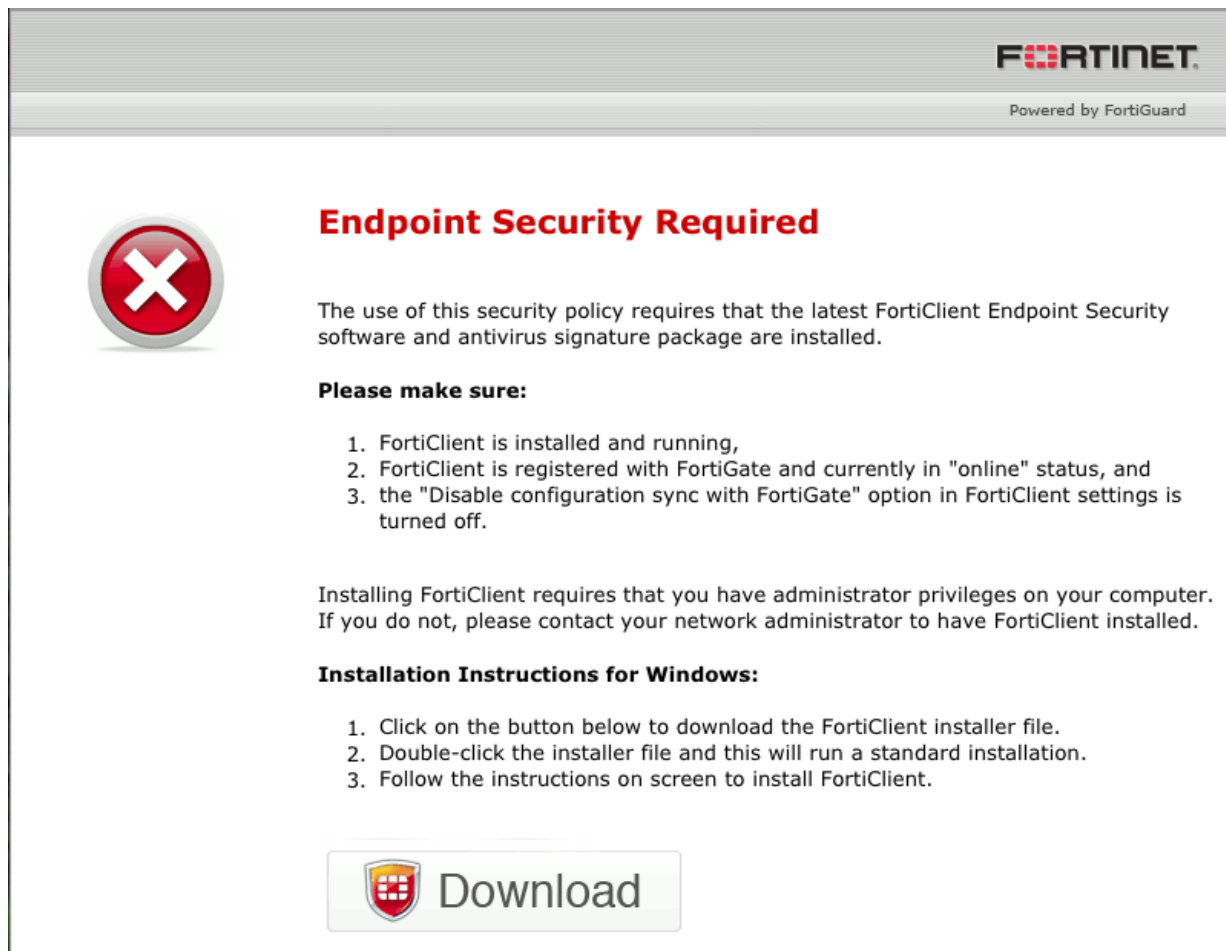 FORTINET.
Powered by FortiGuard
Endpoint Security Required
The use of this security policy requires that the latest FortiClient Endpoint Security
software and antivirus signature package are installed.
Please make sure:
1. FortiClient is installed and running,
2. FortiClient is registered with FortiGate and currently in "online" status, and
3. the "Disable configuration sync with FortiGate" option in FortiClient settings is
turned off.
Installing FortiClient requires that you have administrator privileges on your computer.
If you do not, please contact your network administrator to have FortiClient installed.
Installation Instructions for Windows:
1. Click on the button below to download the FortiClient installer file.
2. Double-click the installer file and this will run a standard installation.
3. Follow the instructions on screen to install FortiClient.
Download